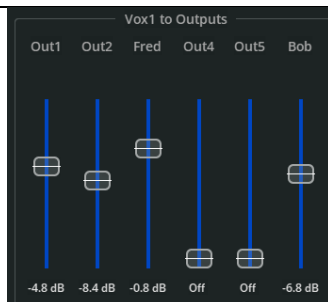 Vox1 to Outputs
Out1 Out2 Fred Out4 Out5 Bob
-4.8 dB -8.4 dB -0.8 dB Off Off -6.8 dB